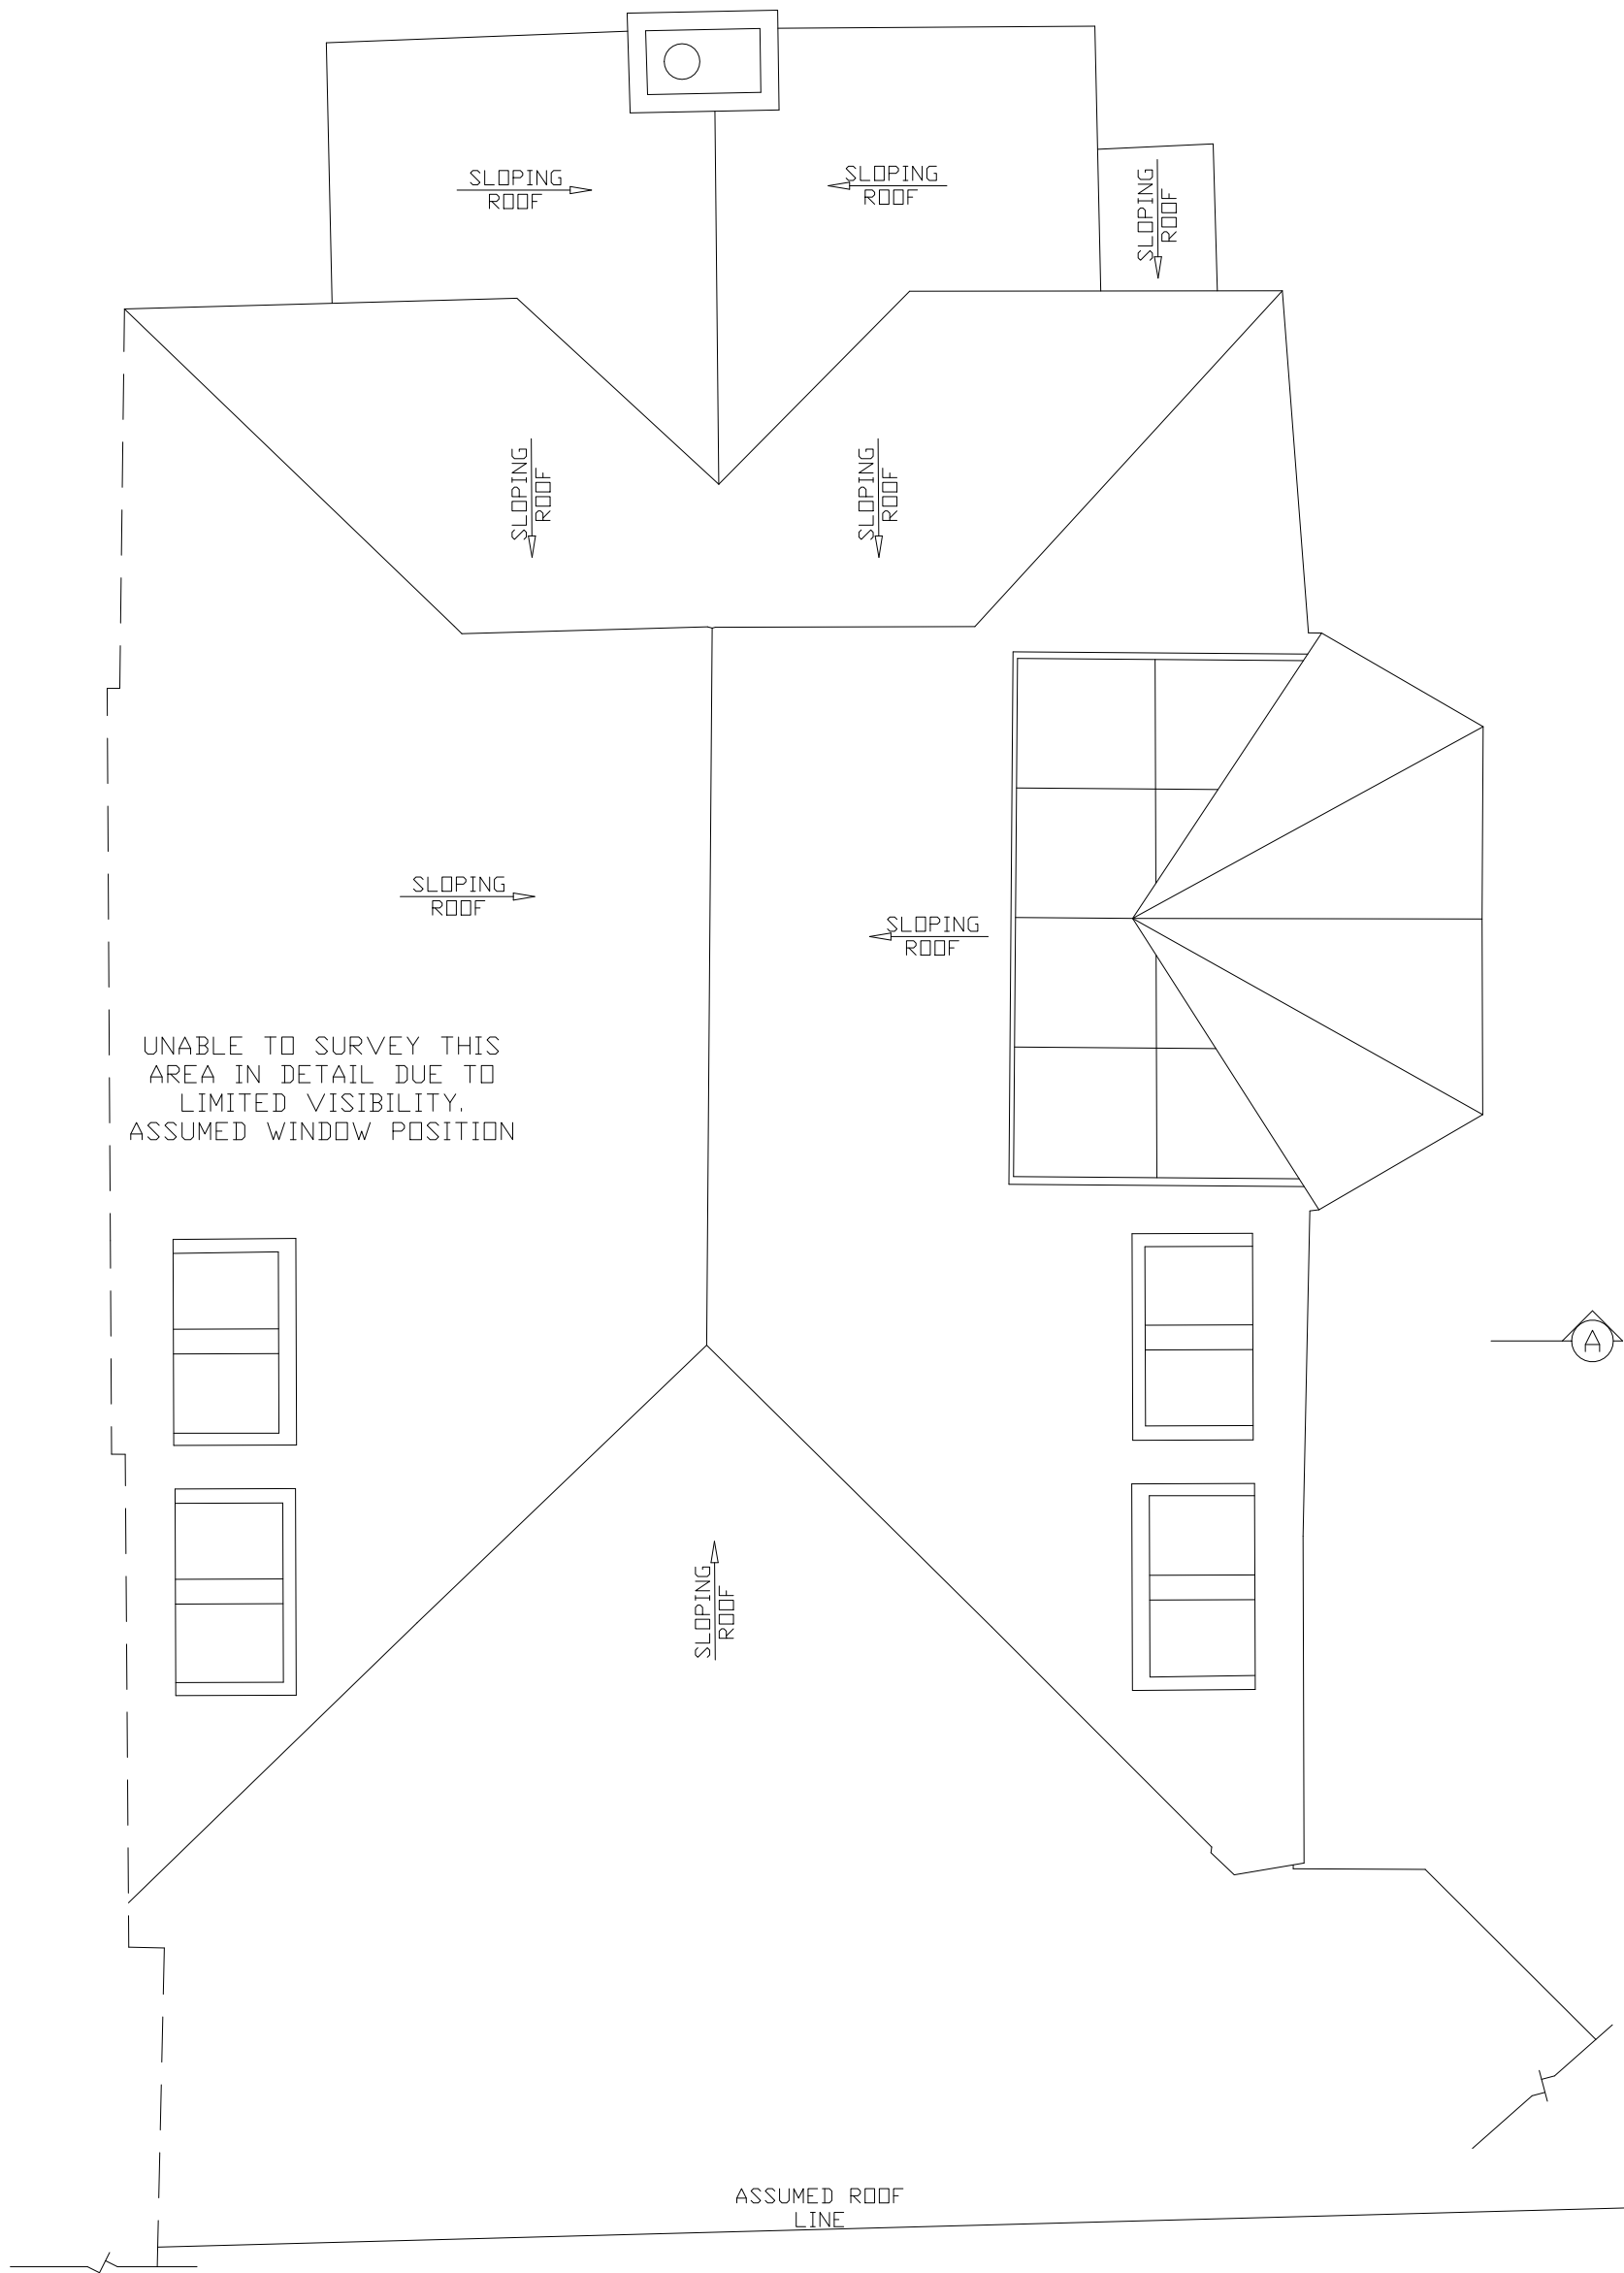 SLOPING
ROOF
SLOPING
ROOF
SLOPING
ROOF
SLOPING
ROOF
SLOPING
ROOF
SLOPING
ROOF
SLOPING
ROOF
UNABLE TO SURVEY THIS
AREA IN DETAIL DUE TO
LIMITED VISIBILITY.
ASSUMED WINDOW POSITION
A
SLOPING
ROOF
ASSUMED ROOF
LINE